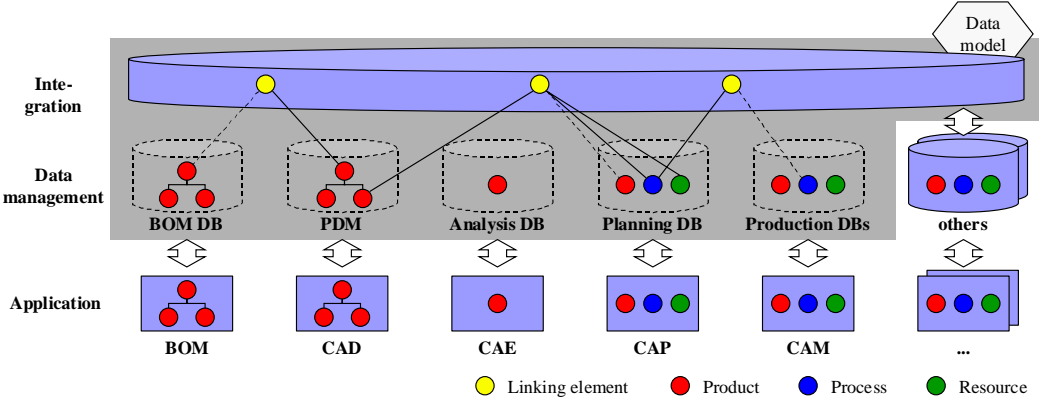 Data
model
Inte-
gration
Data
management
BOM DB
PDM
Analysis DB
Planning DB
Production DBs
others
Application
BOM
CAD
CAE
CAP
CAM
...
Linking element
Product
Process
Resource